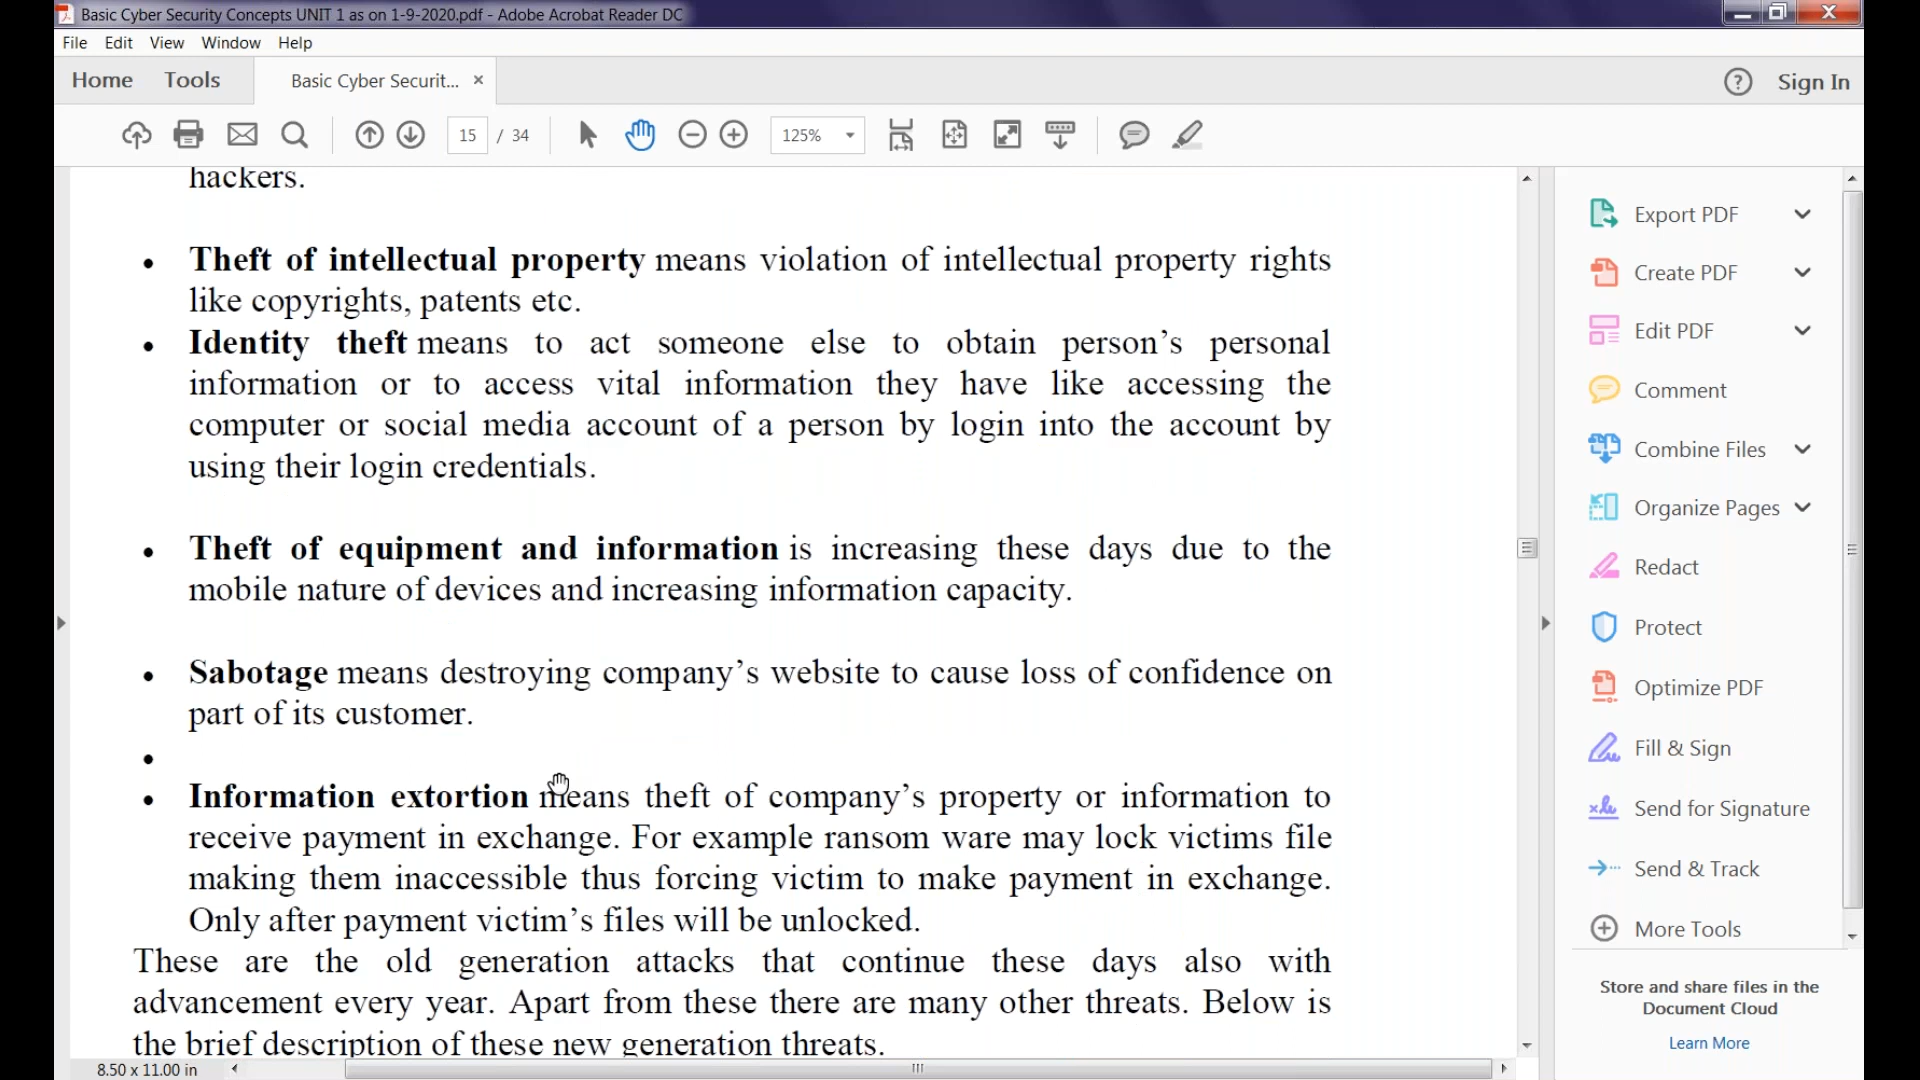 Basic Cyber Security Concepts UNIT 1 as on 1-9-2020.pdf - Adobe Acrobat Reader DC
File Edit View Window Help
Home Tools Basic Cyber Securit... × ? Sign In
15 / 34 125%
hackers.
• Theft of intellectual property means violation of intellectual property rights
like copyrights, patents etc.
• Identity theft means to act someone else to obtain person’s personal
information or to access vital information they have like accessing the
computer or social media account of a person by login into the account by
using their login credentials.
• Theft of equipment and information is increasing these days due to the
mobile nature of devices and increasing information capacity.
• Sabotage means destroying company’s website to cause loss of confidence on
part of its customer.
•
• Information extortion means theft of company’s property or information to
receive payment in exchange. For example ransom ware may lock victims file
making them inaccessible thus forcing victim to make payment in exchange.
Only after payment victim’s files will be unlocked.
These are the old generation attacks that continue these days also with
advancement every year. Apart from these there are many other threats. Below is
the brief description of these new generation threats.
8.50 x 11.00 in
Export PDF
Create PDF
Edit PDF
Comment
Combine Files
Organize Pages
Redact
Protect
Optimize PDF
Fill & Sign
Send for Signature
Send & Track
More Tools
Store and share files in the
Document Cloud
Learn More